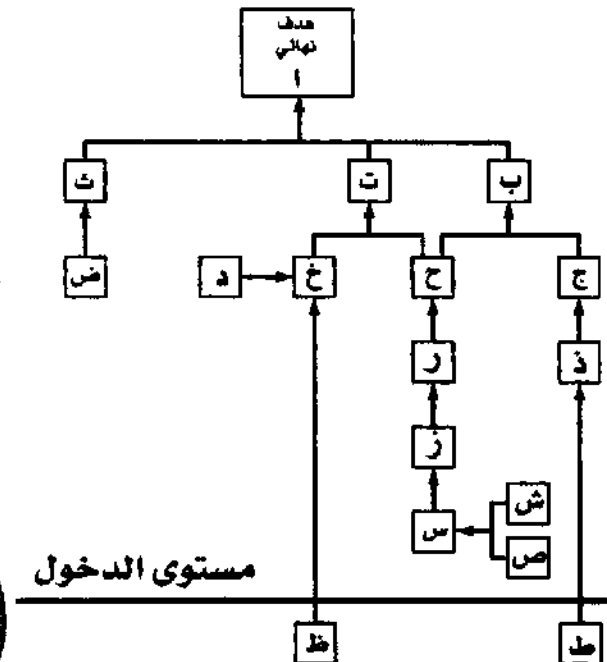 هدف
نهائي
أ
ب
ت
ث
ج
ح
خ
د
ض
ذ
ر
ز
س
ش
ص
مستوى الدخول
ط
ظ